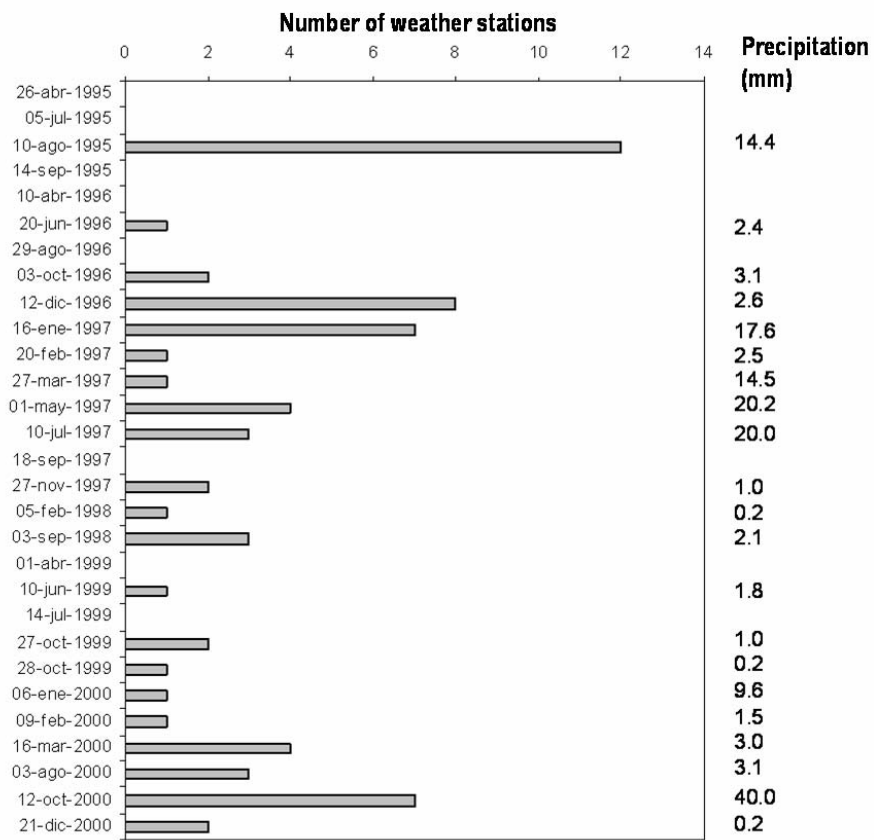 Number of weather stations
0 2 4 6 8 10 12 14
Precipitation
(mm)
26-abr-1995
05-jul-1995
10-ago-1995 14.4
14-sep-1995
10-abr-1996
20-jun-1996 2.4
29-ago-1996
03-oct-1996 3.1
12-dic-1996 2.6
16-ene-1997 17.6
20-feb-1997 2.5
27-mar-1997 14.5
01-may-1997 20.2
10-jul-1997 20.0
18-sep-1997
27-nov-1997 1.0
05-feb-1998 0.2
03-sep-1998 2.1
01-abr-1999
10-jun-1999 1.8
14-jul-1999
27-oct-1999 1.0
28-oct-1999 0.2
06-ene-2000 9.6
09-feb-2000 1.5
16-mar-2000 3.0
03-ago-2000 3.1
12-oct-2000 40.0
21-dic-2000 0.2